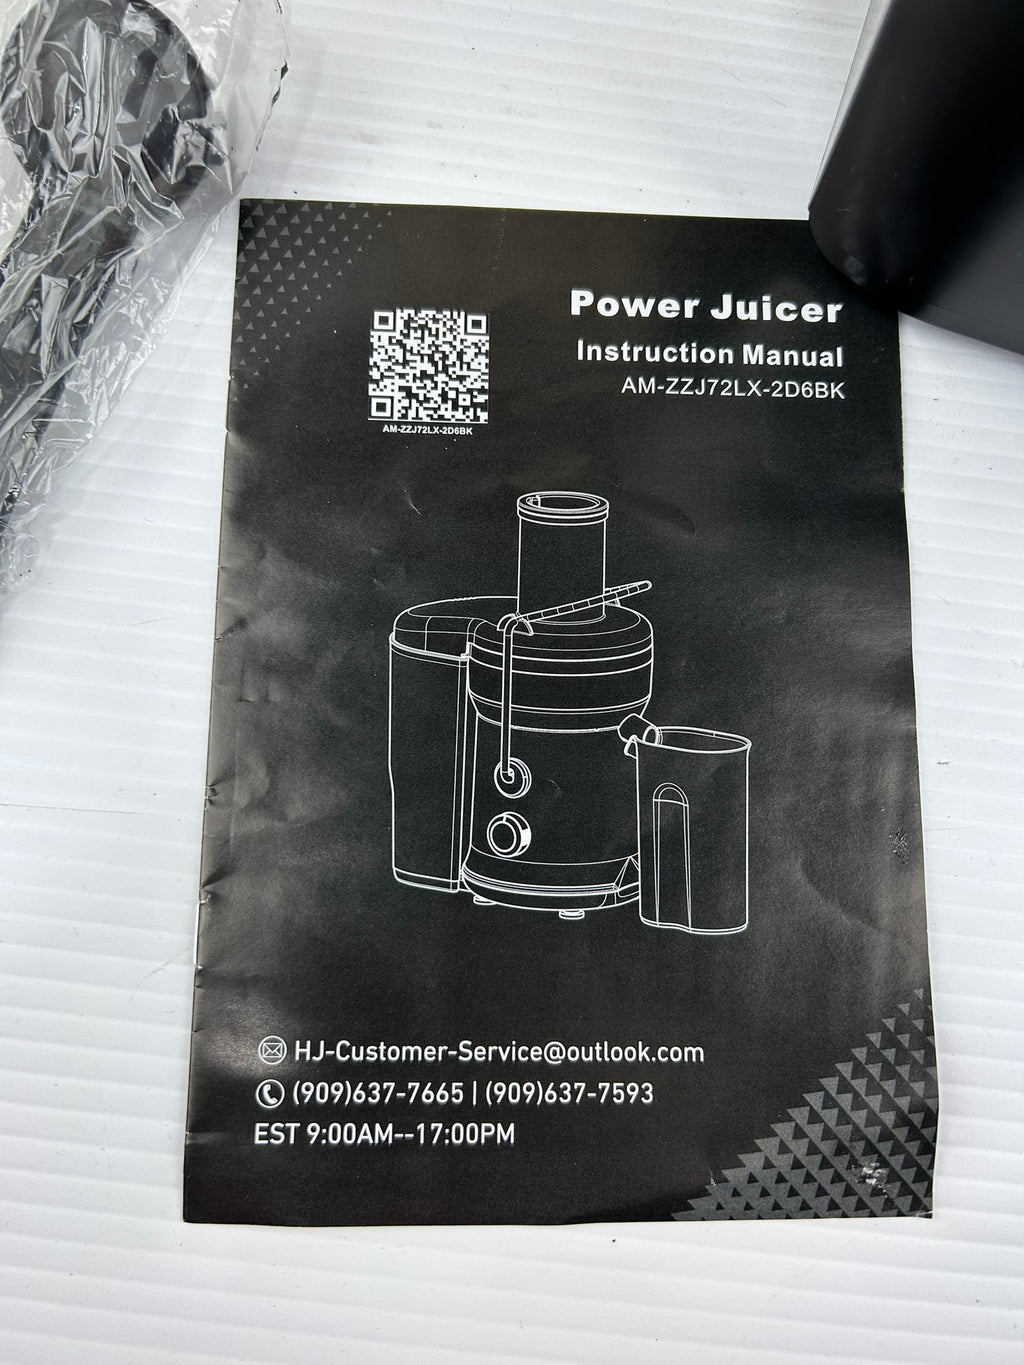 Power Juicer
Instruction Manual
AM-ZZJ72LX-2D6BK
AM-ZZJ72LX-2D6BK
HJ-Customer-Service@outlook.com
(909)637-7665 | (909)637-7593
EST 9:00AM--17:00PM